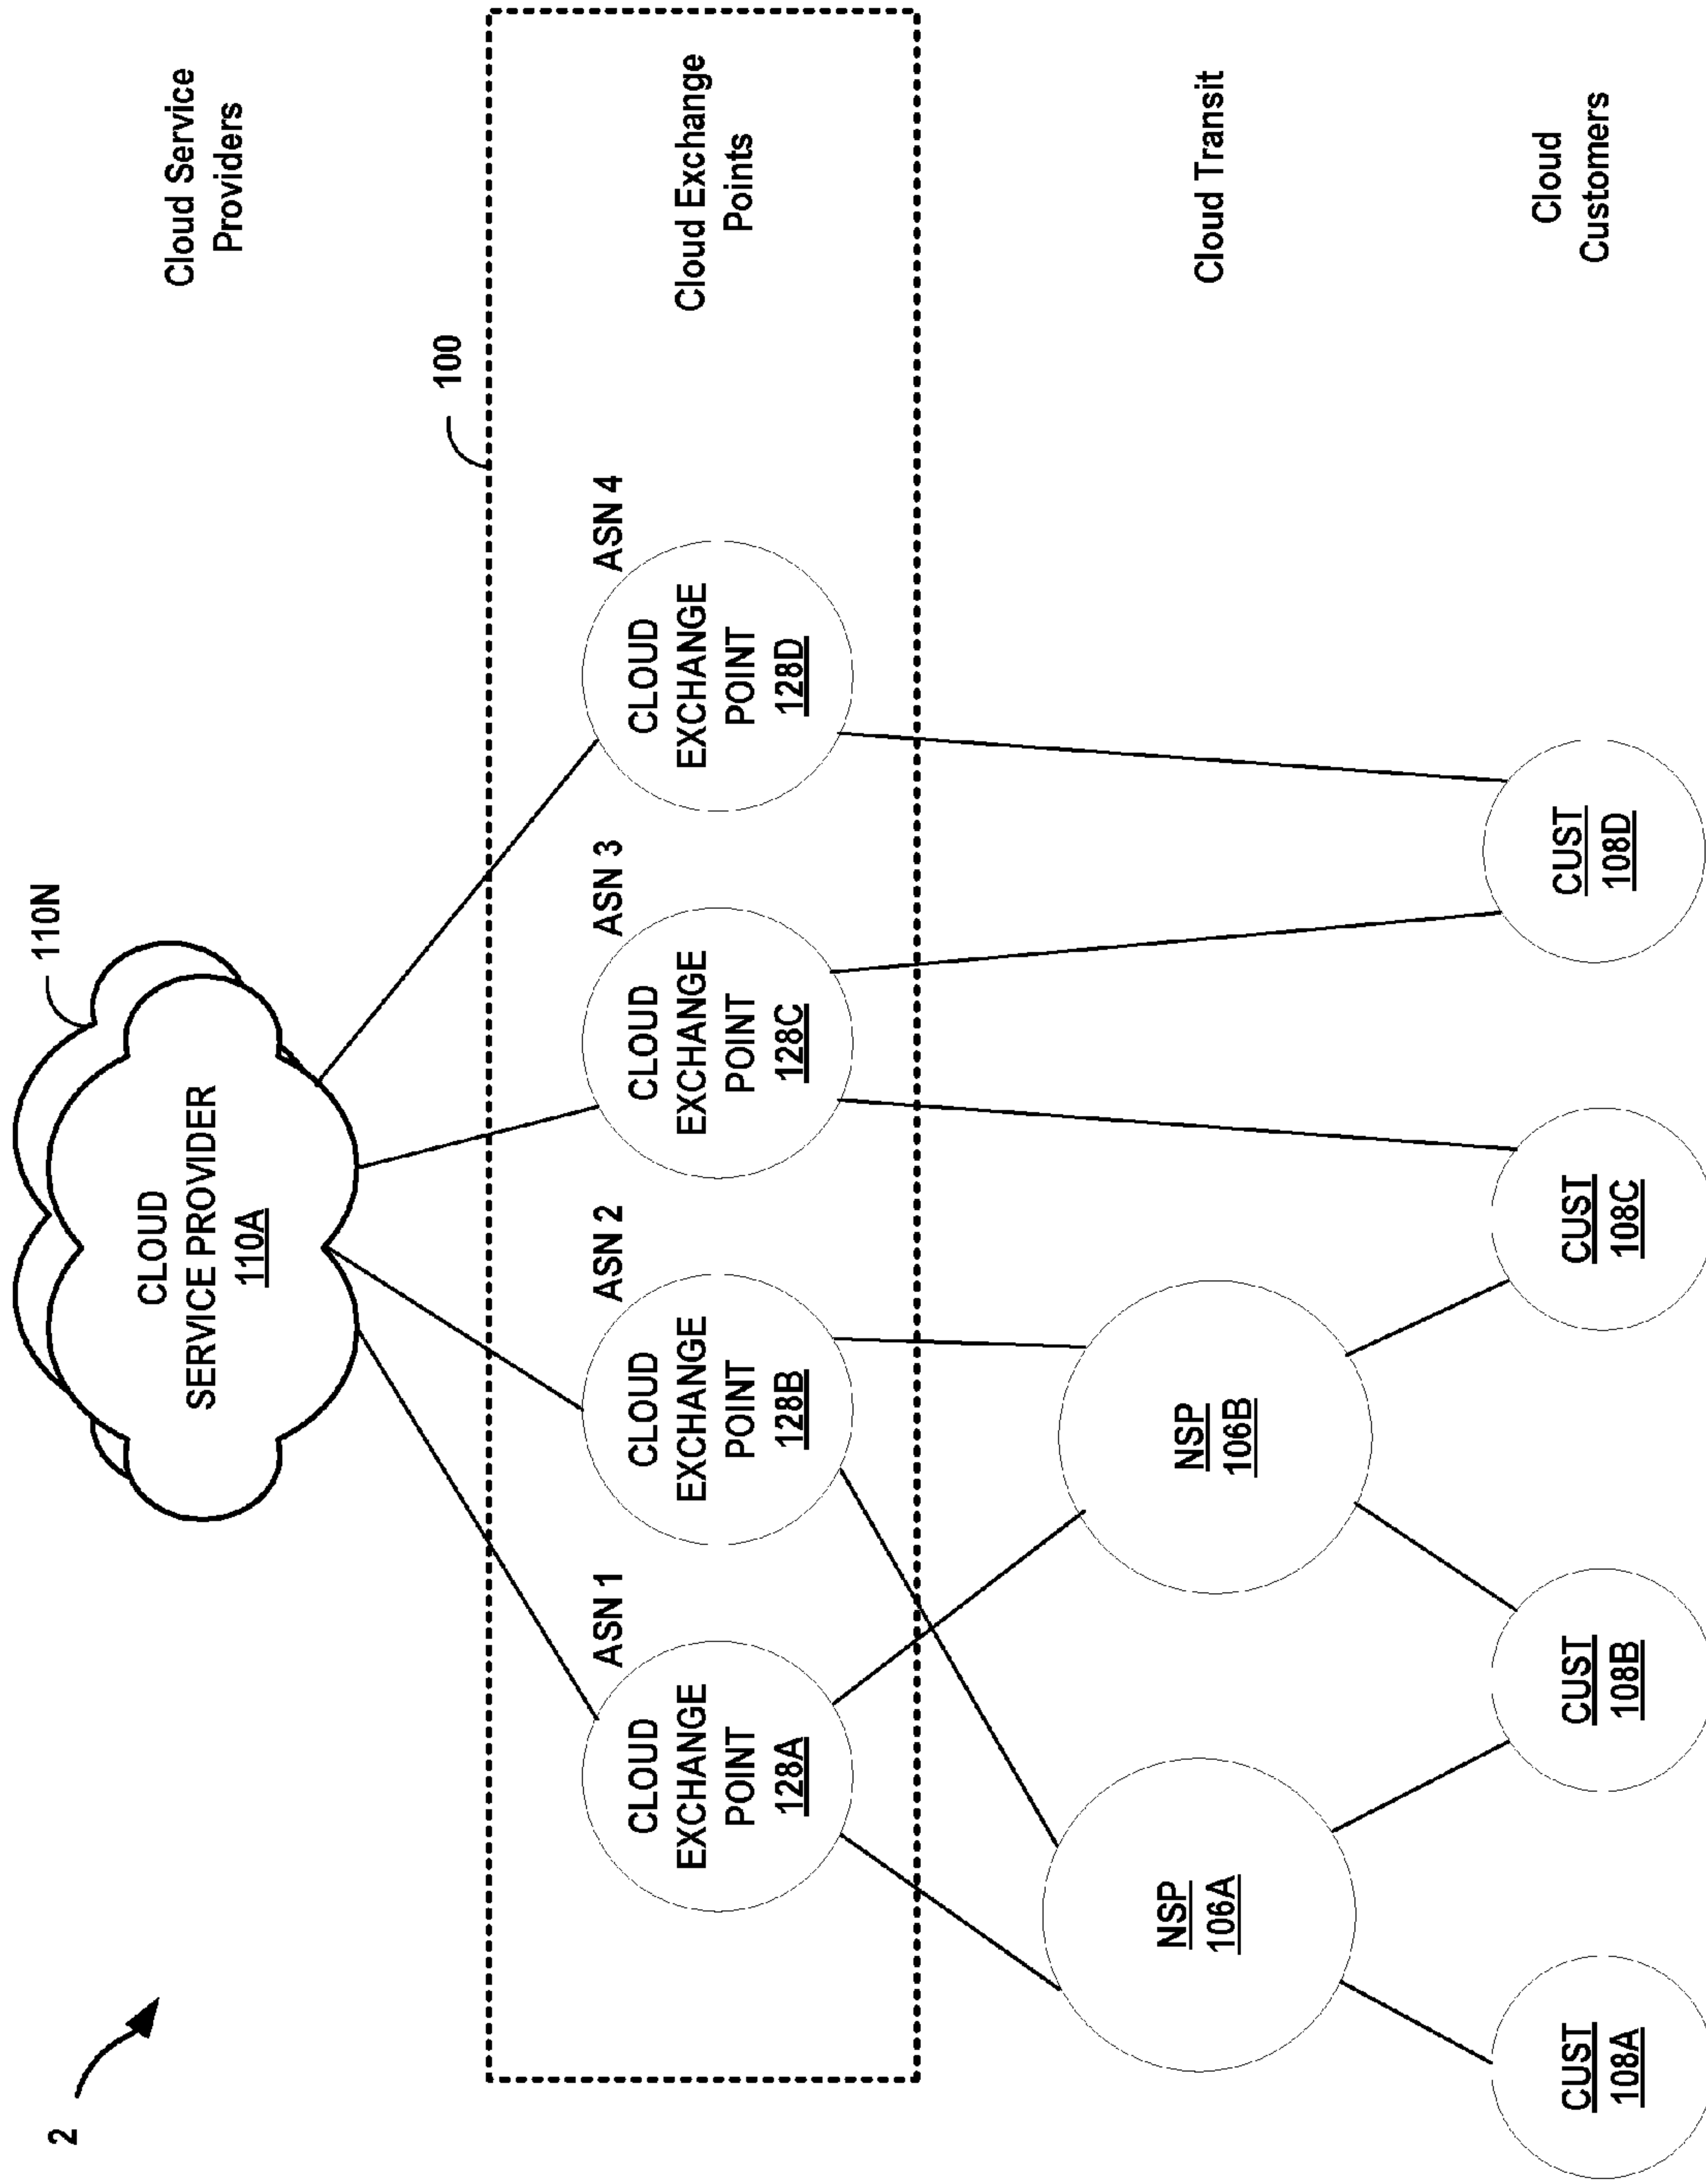 2
110N
CLOUD
SERVICE PROVIDER
110A
Cloud Service
Providers
100
ASN 1
ASN 2
ASN 3
ASN 4
CLOUD
EXCHANGE
POINT
128A
CLOUD
EXCHANGE
POINT
128B
CLOUD
EXCHANGE
POINT
128C
CLOUD
EXCHANGE
POINT
128D
Cloud Exchange
Points
NSP
106A
NSP
106B
Cloud Transit
CUST
108A
CUST
108B
CUST
108C
CUST
108D
Cloud
Customers